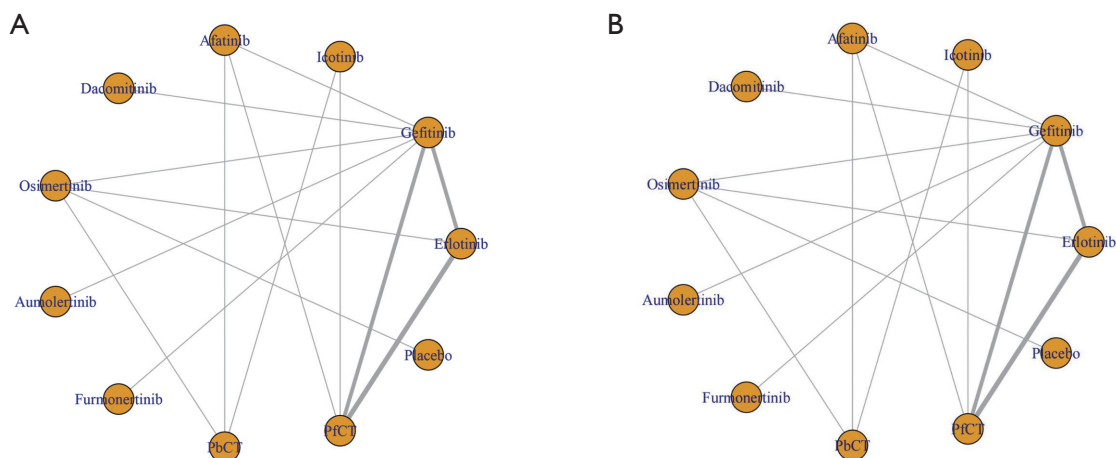 A
Afatinib
Icotinib
Dacomitinib
Gefitinib
Osimertinib
Erlotinib
Aumolertinib
Placebo
Furmonertinib
PfCT
PbCT
B
Afatinib
Icotinib
Dacomitinib
Gefitinib
Osimertinib
Erlotinib
Aumolertinib
Placebo
Furmonertinib
PfCT
PbCT